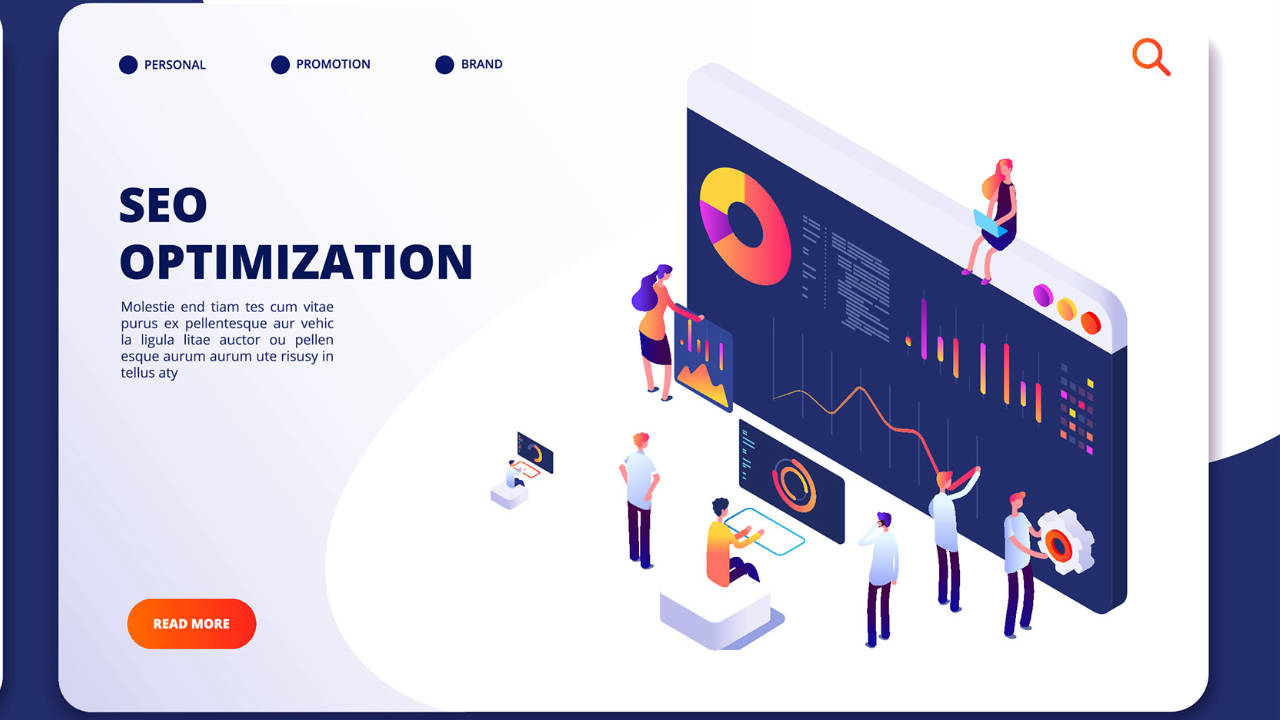 PERSONAL
PROMOTION
BRAND
SEO
OPTIMIZATION
Molestie end tiam tes cum vitae
purus ex pellentesque aur vehic
la ligula litae auctor ou pellen
esque aurum aurum ute risusy in
tellus aty
READ MORE